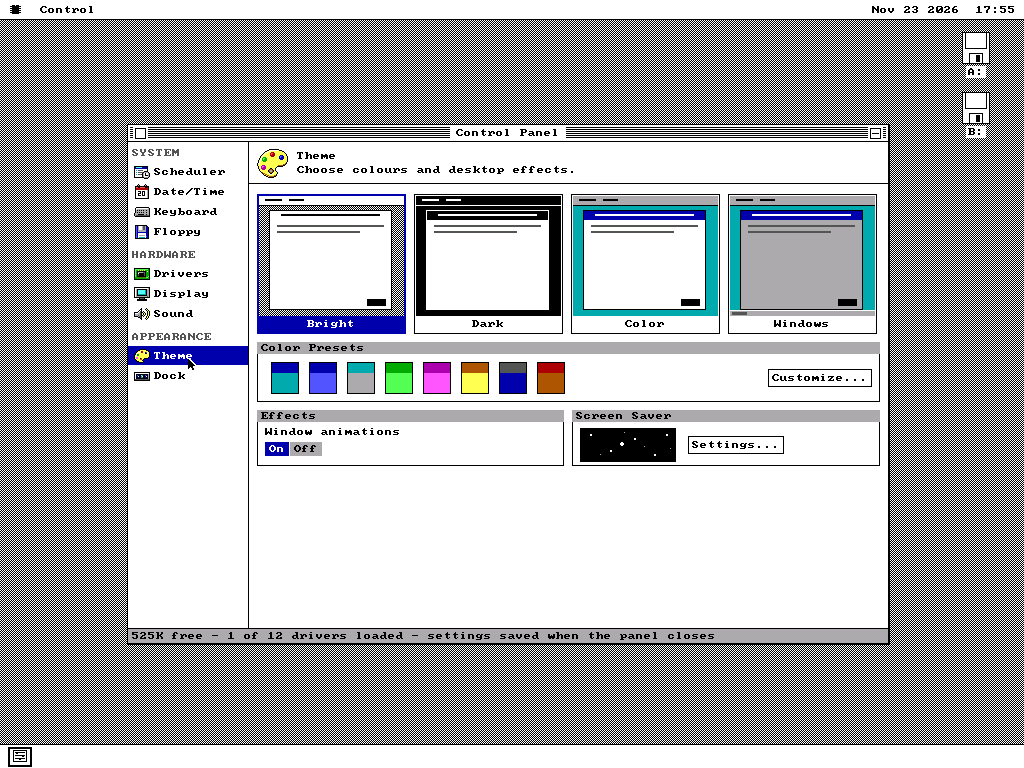 Control
Nov 23 2026 17:55
A:
B:
Control Panel
SYSTEM
Scheduler
Date/Time
Keyboard
Floppy
HARDWARE
Drivers
Display
Sound
APPEARANCE
Theme
Dock
Theme
Choose colours and desktop effects.
Bright
Dark
Color
Windows
Color Presets
Customize...
Effects
Window animations
On Off
Screen Saver
Settings...
525K free - 1 of 12 drivers loaded - settings saved when the panel closes